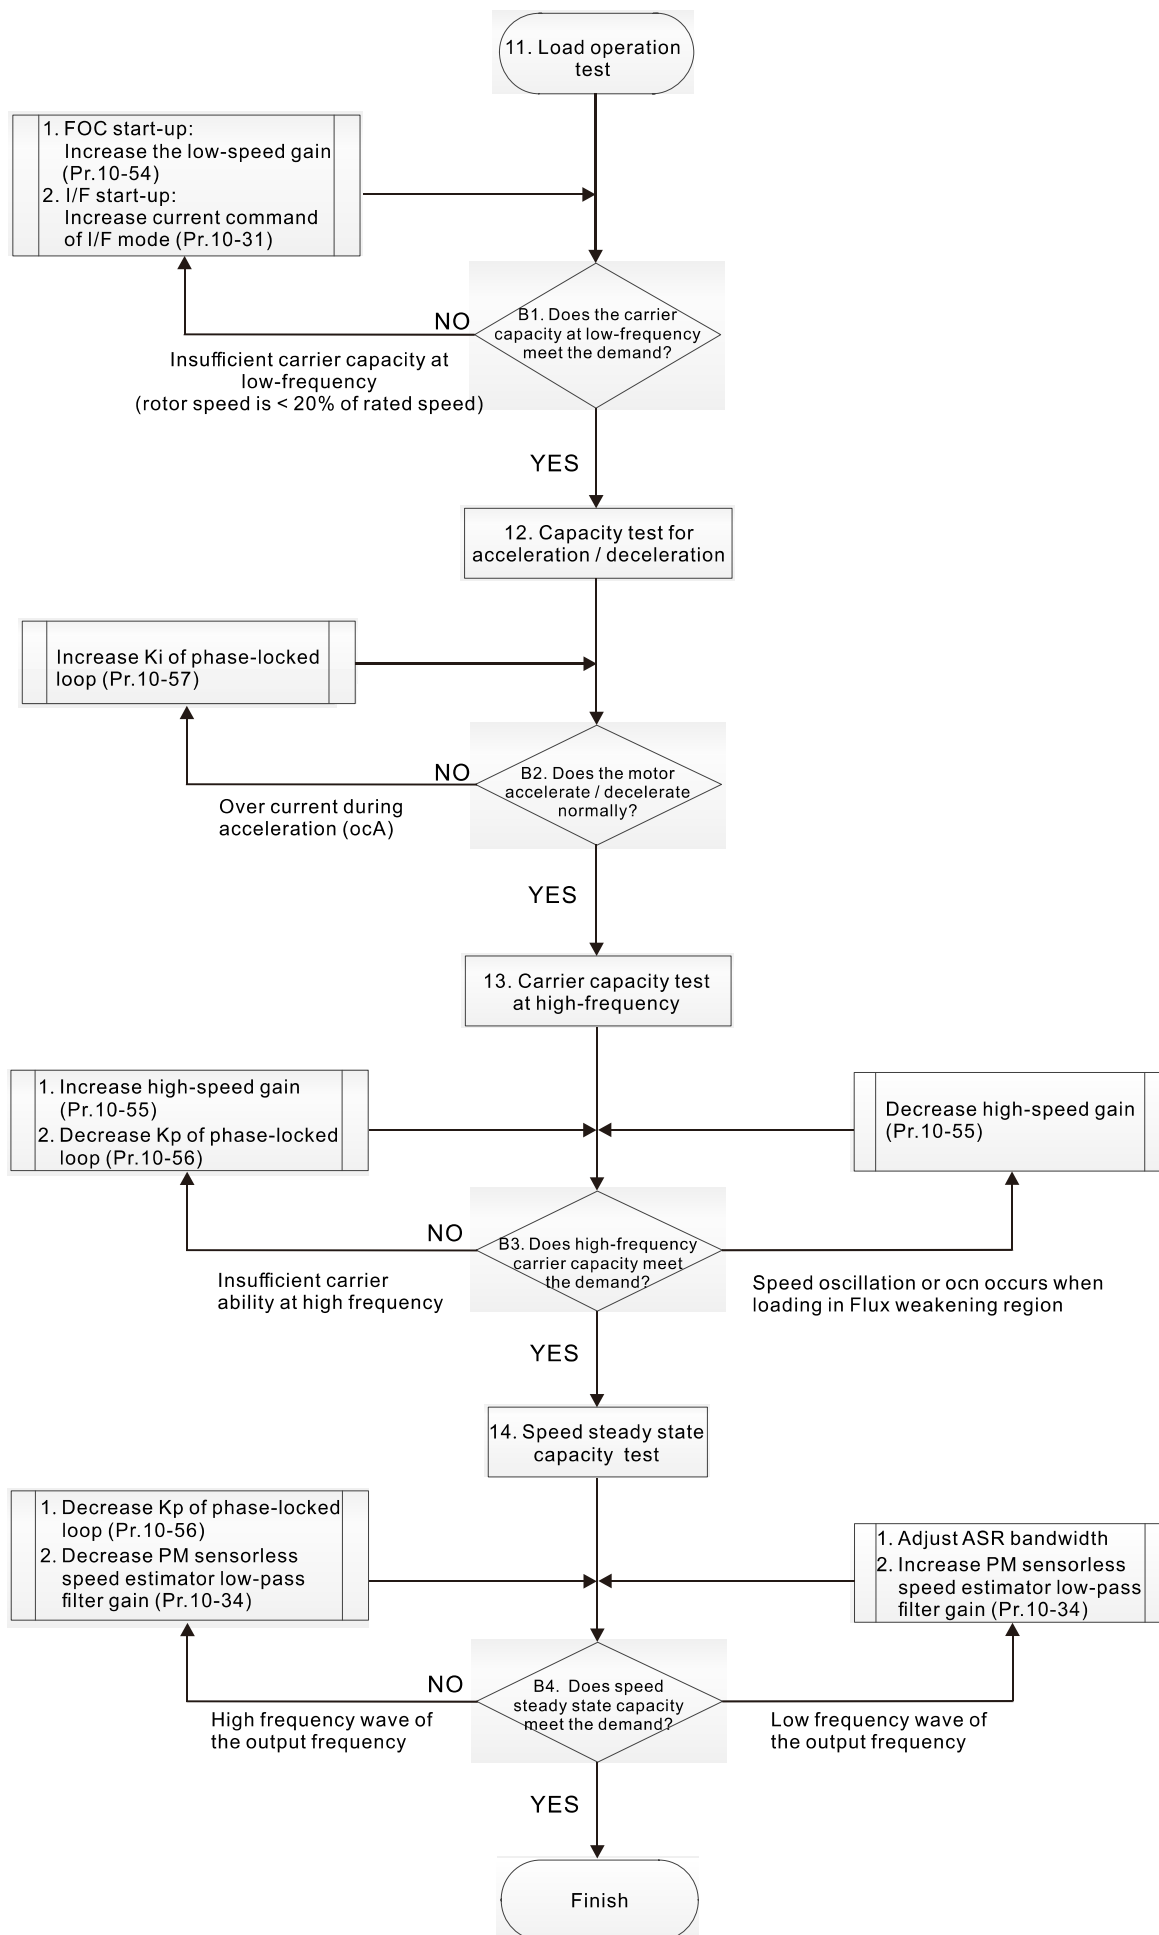 11. Load operation
test
1. FOC start-up:
Increase the low-speed gain
(Pr.10-54)
2. I/F start-up:
Increase current command
of I/F mode (Pr.10-31)
NO
B1. Does the carrier
capacity at low-frequency
meet the demand?
Insufficient carrier capacity at
low-frequency
(rotor speed is < 20% of rated speed)
YES
12. Capacity test for
acceleration / deceleration
Increase Ki of phase-locked
loop (Pr.10-57)
NO
B2. Does the motor
accelerate / decelerate
normally?
Over current during
acceleration (ocA)
YES
13. Carrier capacity test
at high-frequency
1. Increase high-speed gain
(Pr.10-55)
2. Decrease Kp of phase-locked
loop (Pr.10-56)
Decrease high-speed gain
(Pr.10-55)
NO
B3. Does high-frequency
carrier capacity meet
the demand?
Insufficient carrier
ability at high frequency
Speed oscillation or ocn occurs when
loading in Flux weakening region
YES
14. Speed steady state
capacity test
1. Decrease Kp of phase-locked
loop (Pr.10-56)
2. Decrease PM sensorless
speed estimator low-pass
filter gain (Pr.10-34)
1. Adjust ASR bandwidth
2. Increase PM sensorless
speed estimator low-pass
filter gain (Pr.10-34)
NO
B4. Does speed
steady state capacity
meet the demand?
High frequency wave of
the output frequency
Low frequency wave of
the output frequency
YES
Finish